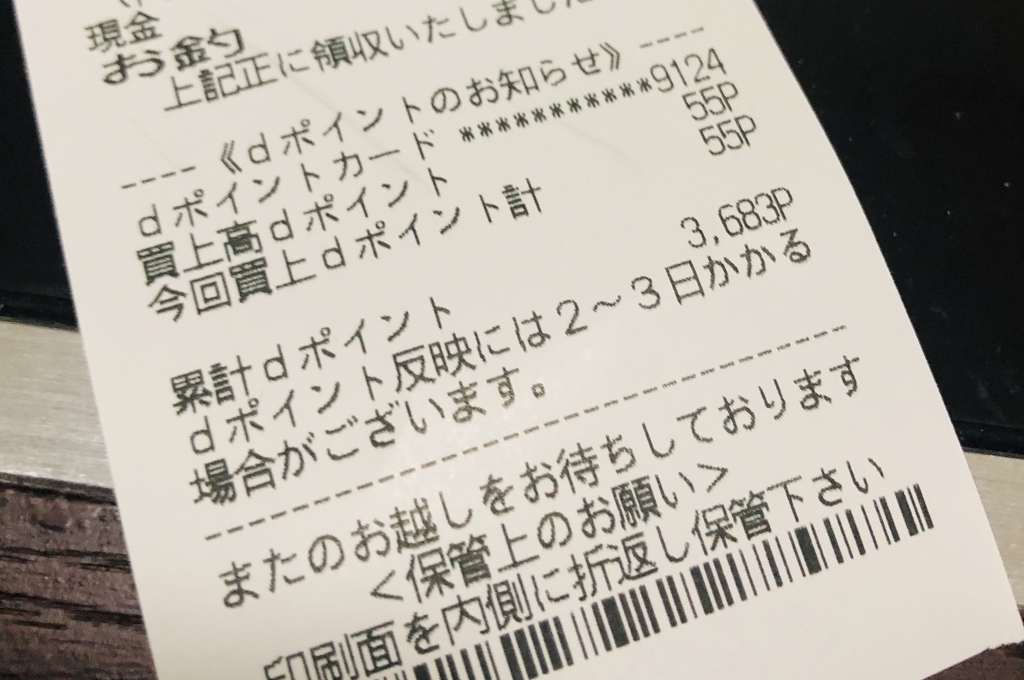 現金
お釣
上記正に領収いたしました
---- 《dポイントのお知らせ》 ----
dポイントカード ***********9124
買上高dポイント 55P
今回買上dポイント計 55P
累計dポイント 3,683P
dポイント反映には2～3日かかる
場合がございます。
--------------------------------
またのお越しをお待ちしております
＜保管上のお願い＞
印刷面を内側に折返し保管下さい